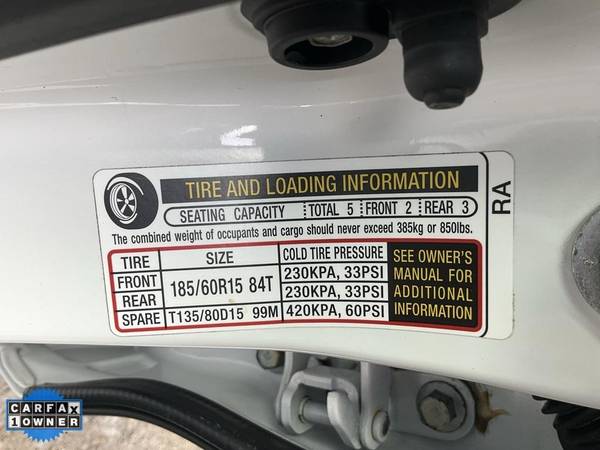 TIRE AND LOADING INFORMATION
SEATING CAPACITY TOTAL 5 FRONT 2 REAR 3
The combined weight of occupants and cargo should never exceed 385kg or 850lbs.
TIRE SIZE COLD TIRE PRESSURE
FRONT 185/60R15 84T 230KPA, 33PSI
REAR 230KPA, 33PSI
SPARE T135/80D15 99M 420KPA, 60PSI
SEE OWNER'S
MANUAL FOR
ADDITIONAL
INFORMATION
RA
CARFAX
1 OWNER